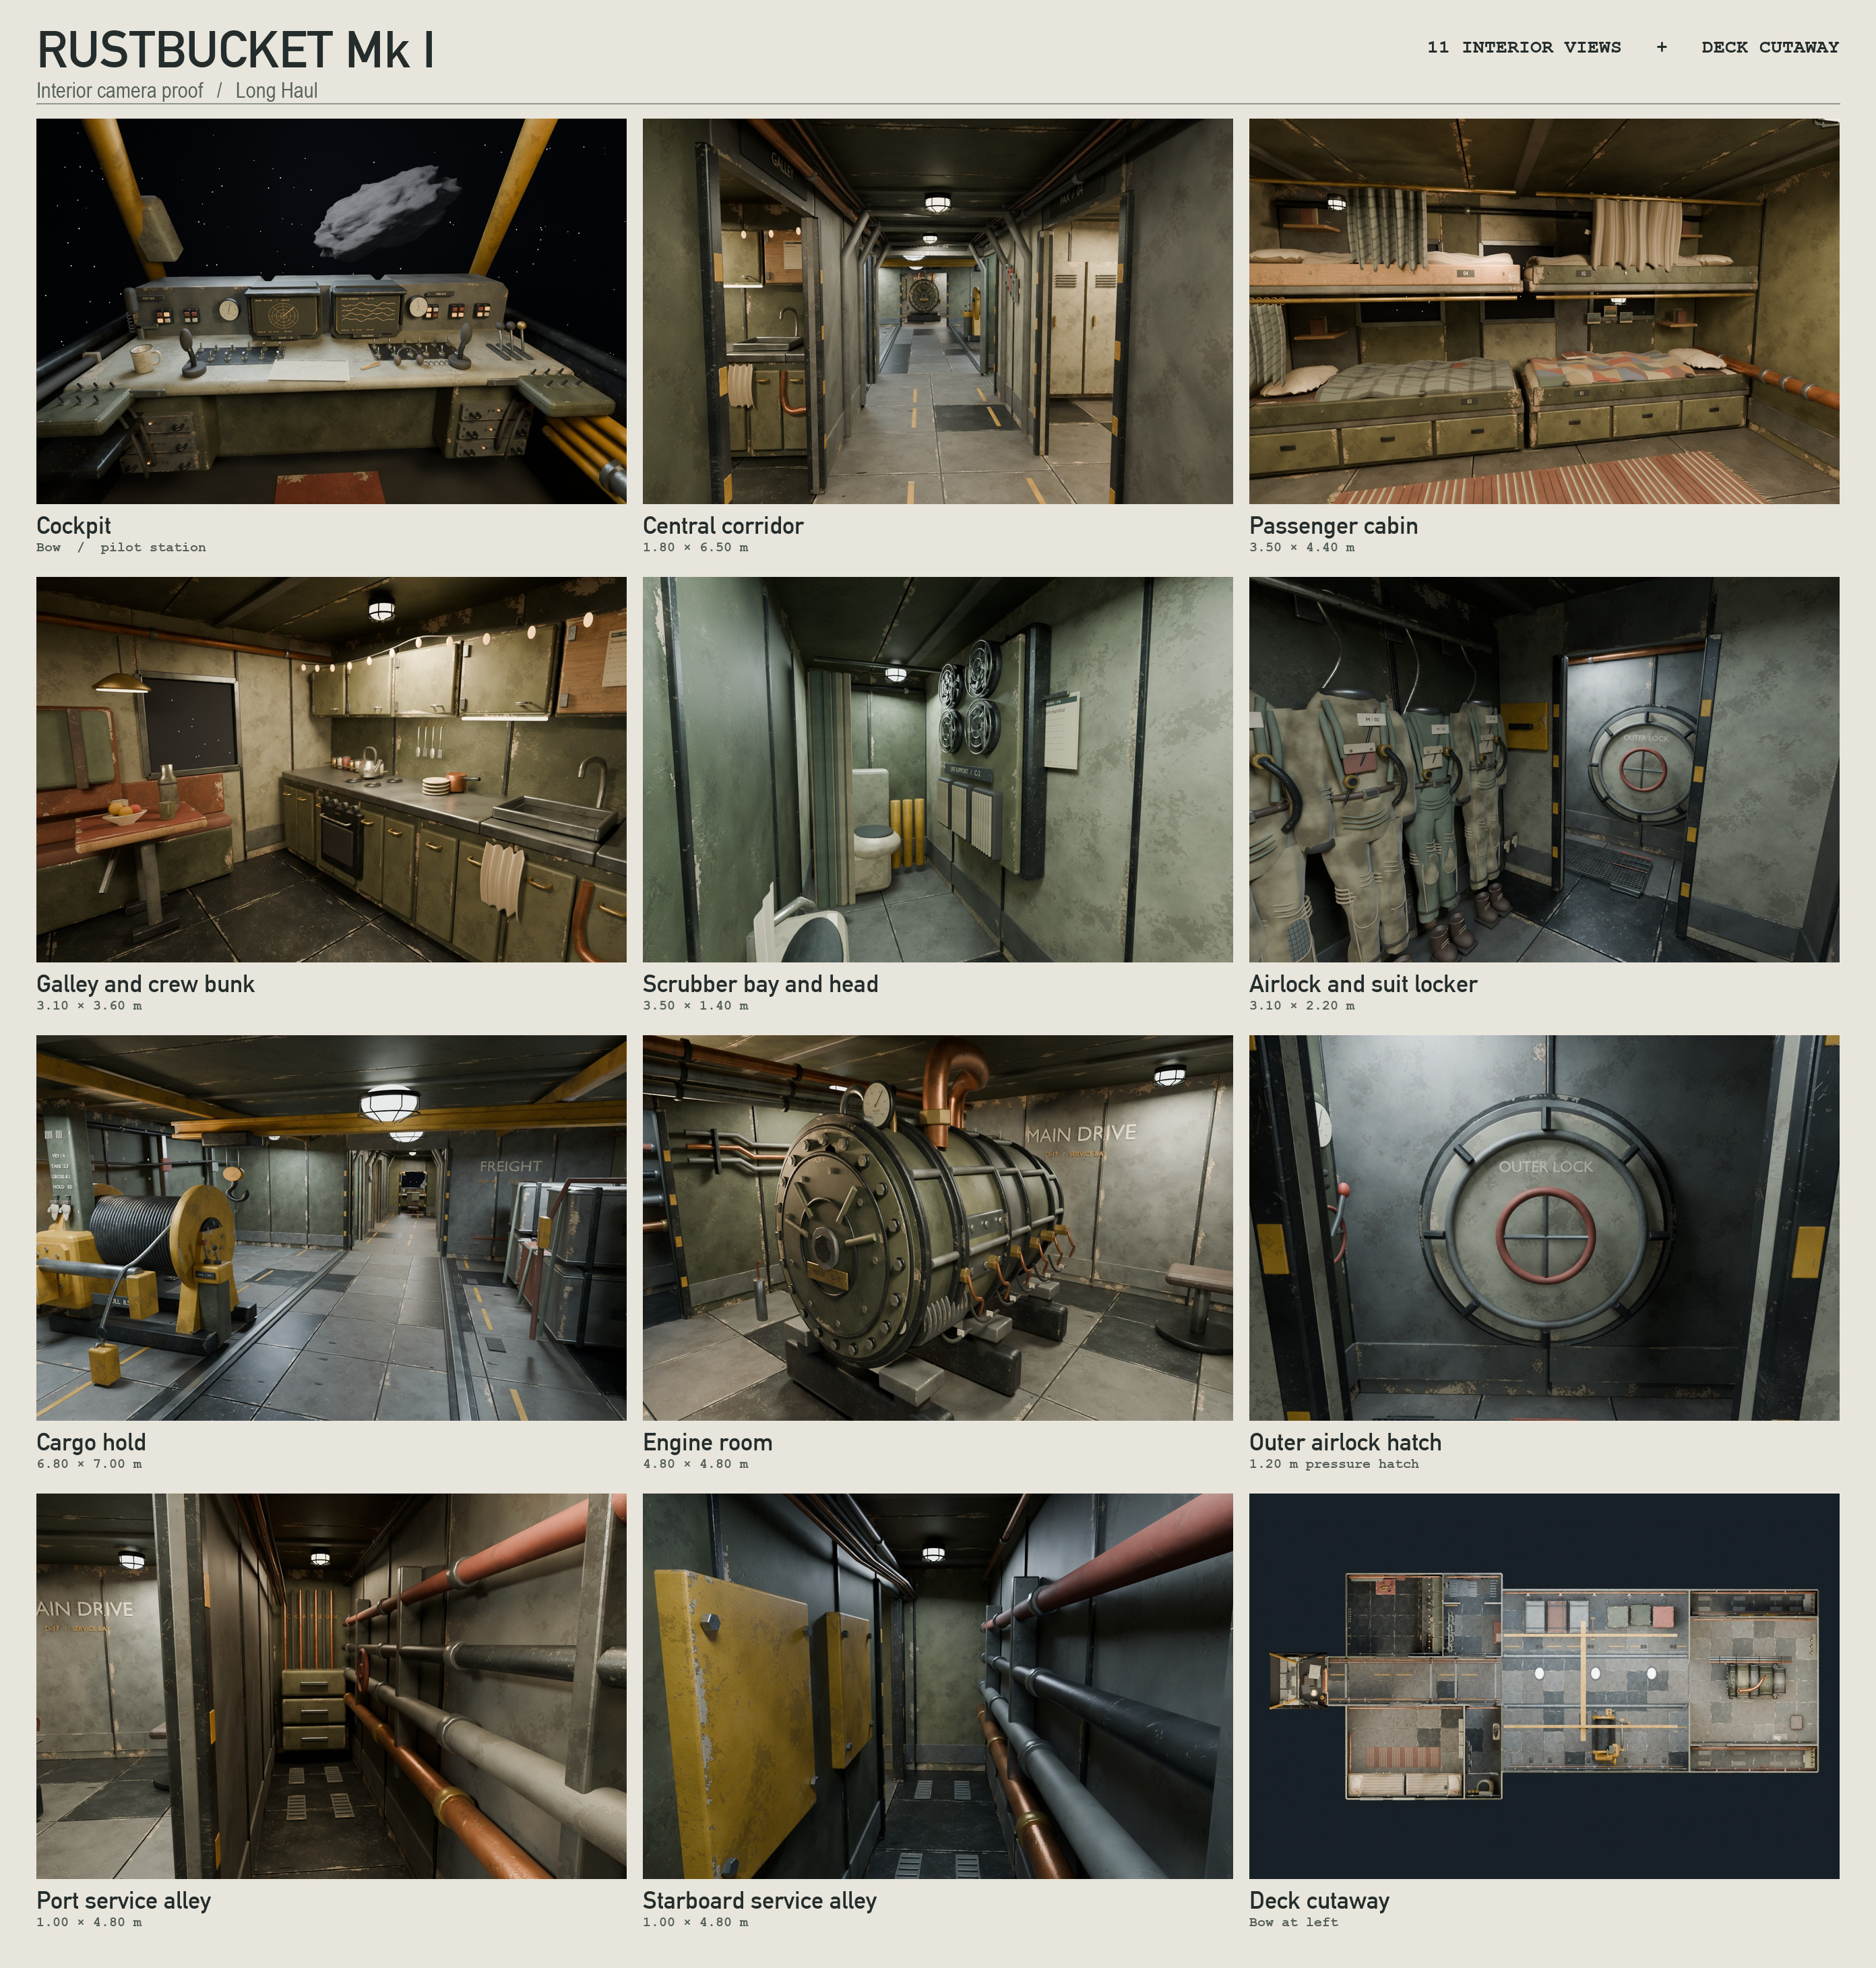 RUSTBUCKET Mk I
11 INTERIOR VIEWS + DECK CUTAWAY
Interior camera proof / Long Haul
GALLEY
Cockpit
Bow / pilot station
Central corridor
1.80 × 6.50 m
Passenger cabin
3.50 × 4.40 m
OUTER LOCK
Galley and crew bunk
3.10 × 3.60 m
Scrubber bay and head
3.50 × 1.40 m
Airlock and suit locker
3.10 × 2.20 m
FREIGHT
MAIN DRIVE
OUTER LOCK
Cargo hold
6.80 × 7.00 m
Engine room
4.80 × 4.80 m
Outer airlock hatch
1.20 m pressure hatch
AIN DRIVE
Port service alley
1.00 × 4.80 m
Starboard service alley
1.00 × 4.80 m
Deck cutaway
Bow at left